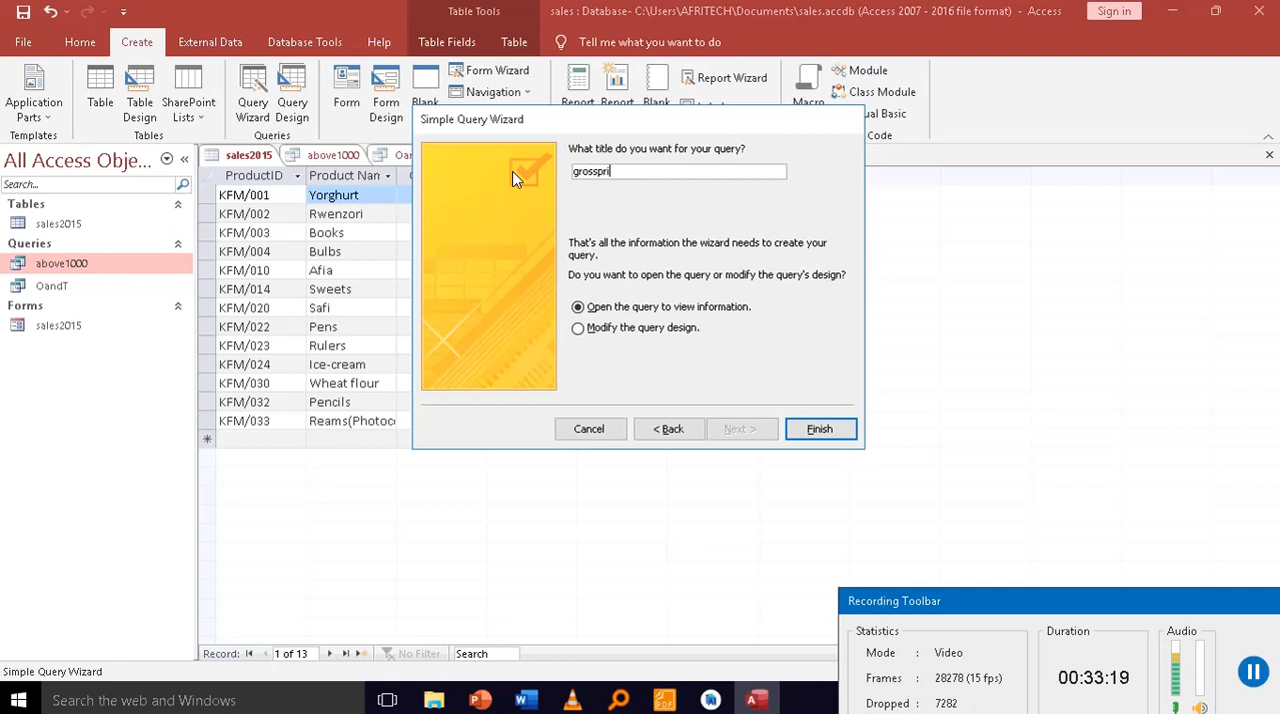 Table Tools
sales : Database- C:\Users\AFRITECH\Documents\sales.accdb (Access 2007 - 2016 file format) - Access
Sign in
File Home Create External Data Database Tools Help Table Fields Table Tell me what you want to do
Application Parts
Table
Table Design
SharePoint Lists
Query Wizard
Query Design
Form
Form Design
Blank
Form Wizard
Navigation
Report
Report
Blank
Report Wizard
Macro
Module
Class Module
ual Basic
Templates Tables Queries Code
All Access Obje...
Search...
Tables
sales2015
Queries
above1000
OandT
Forms
sales2015
sales2015 above1000 Oan
ProductID Product Nan
KFM/001 Yorghurt
KFM/002 Rwenzori
KFM/003 Books
KFM/004 Bulbs
KFM/010 Afia
KFM/014 Sweets
KFM/020 Safi
KFM/022 Pens
KFM/023 Rulers
KFM/024 Ice-cream
KFM/030 Wheat flour
KFM/032 Pencils
KFM/033 Reams(Photoc
Simple Query Wizard
What title do you want for your query?
grosspri
That's all the information the wizard needs to create your
query.
Do you want to open the query or modify the query's design?
Open the query to view information.
Modify the query design.
Cancel < Back Next > Finish
Record: 1 of 13 No Filter Search
Simple Query Wizard
Recording Toolbar
Statistics
Mode : Video
Frames : 28278 (15 fps)
Dropped : 7282
Duration
00:33:19
Audio
Search the web and Windows